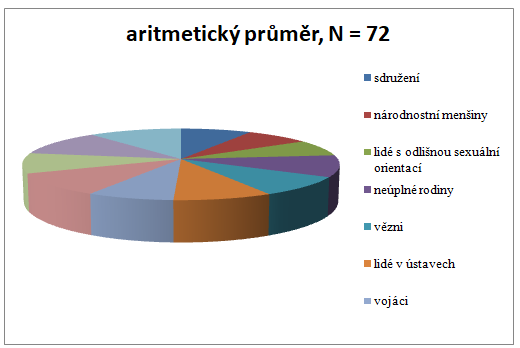 aritmetický průměr, N = 72
sdružení
národnostní menšiny
lidé s odlišnou sexuální
orientací
neúplné rodiny
vězni
lidé v ústavech
vojáci